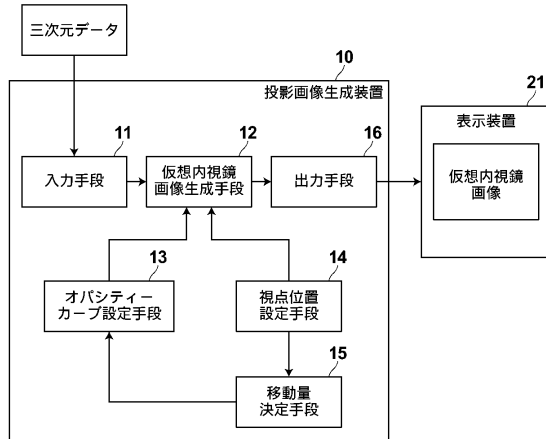 三次元データ
10
投影画像生成装置
11
入力手段
12
仮想内視鏡
画像生成手段
16
出力手段
21
表示装置
仮想内視鏡
画像
13
オパシティー
カーブ設定手段
14
視点位置
設定手段
15
移動量
決定手段